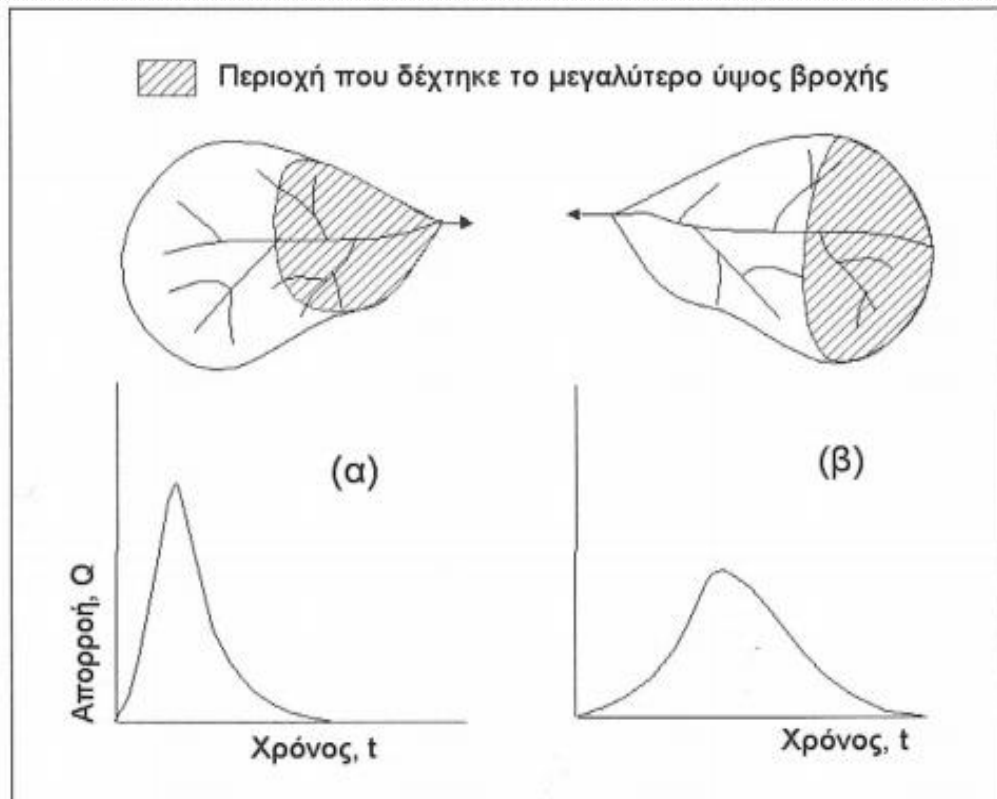 Περιοχή που δέχτηκε το μεγαλύτερο ύψος βροχής
(α)
(β)
Απορροή, Q
Χρόνος, t
Χρόνος, t